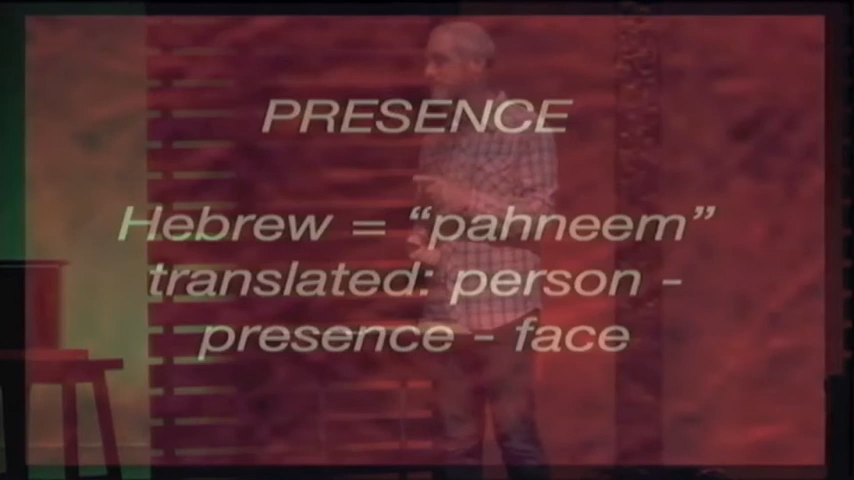 PRESENCE
Hebrew = “pahneem”
translated: person -
presence - face